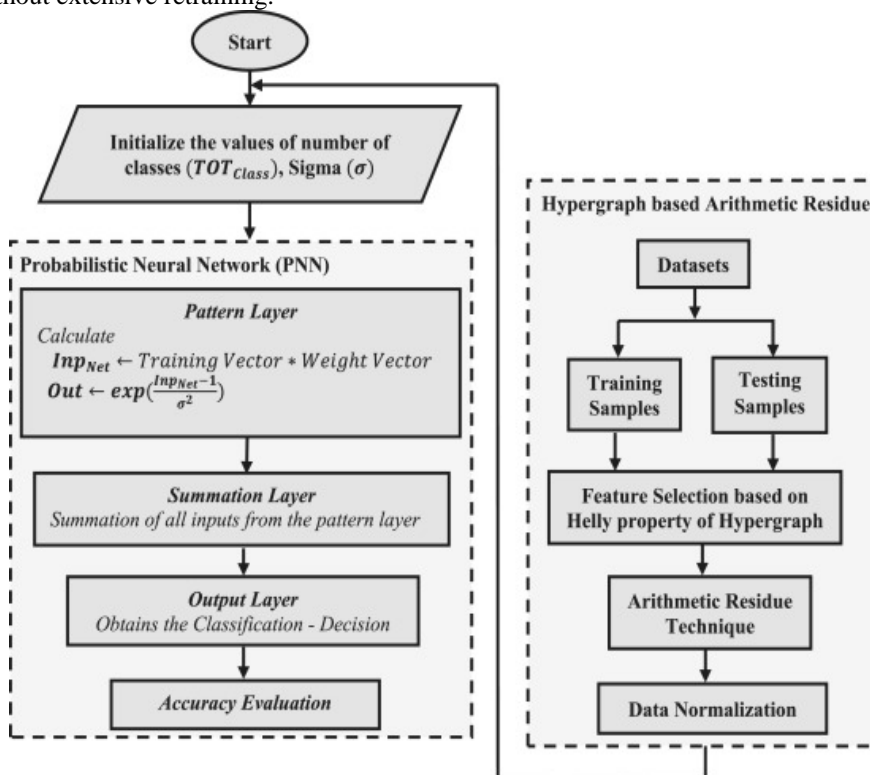 without extensive retraining.
Start
Initialize the values of number of
classes (TOT_Class), Sigma (σ)
Probabilistic Neural Network (PNN)
Pattern Layer
Calculate
Inp_Net ← Training Vector * Weight Vector
Out ← exp(Inp_Net−1/σ²)
Summation Layer
Summation of all inputs from the pattern layer
Output Layer
Obtains the Classification - Decision
Accuracy Evaluation
Hypergraph based Arithmetic Residue
Datasets
Training
Samples
Testing
Samples
Feature Selection based on
Helly property of Hypergraph
Arithmetic Residue
Technique
Data Normalization